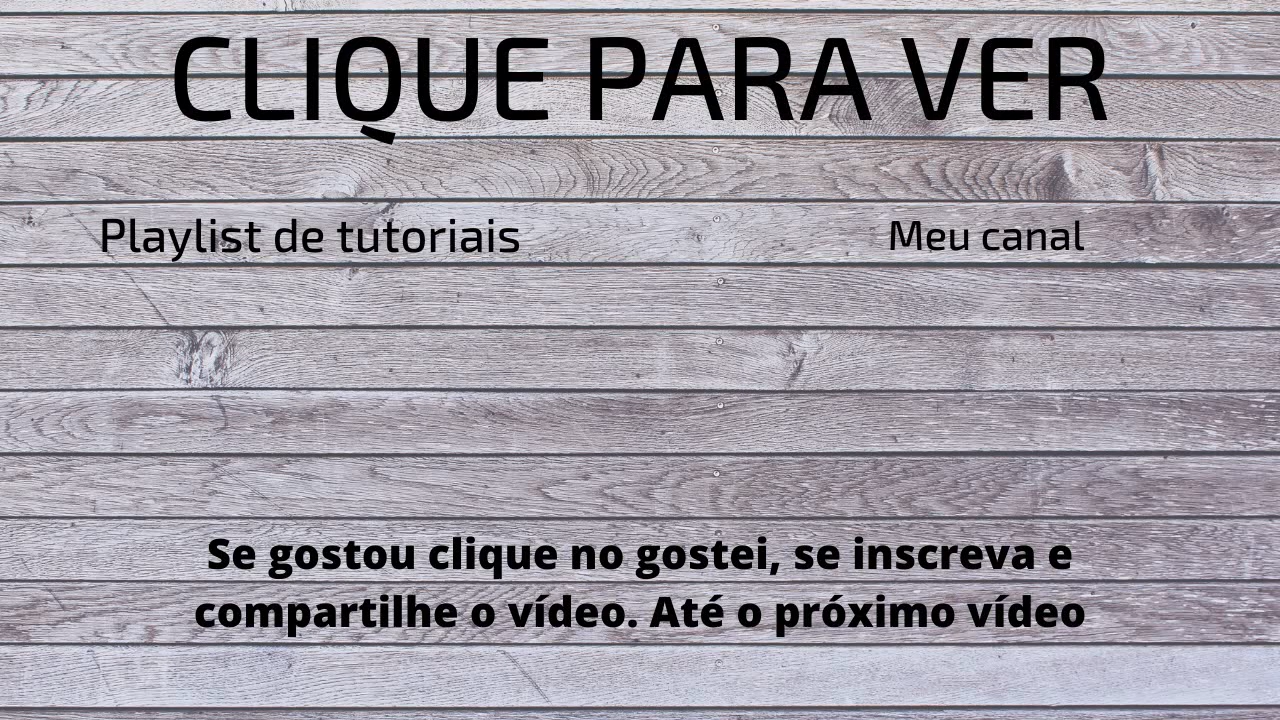 CLIQUE PARA VER
Playlist de tutoriais
Meu canal
Se gostou clique no gostei, se inscreva e
compartilhe o vídeo. Até o próximo vídeo